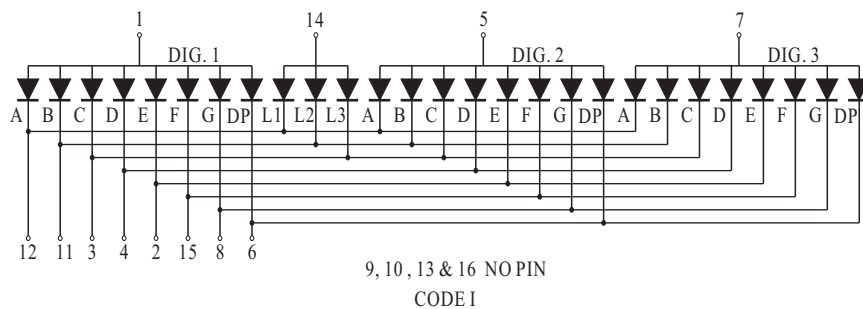 1 14 5 7
DIG. 1 DIG. 2 DIG. 3
A B C D E F G DP L1 L2 L3 A B C D E F G DP A B C D E F G DP
12 11 3 4 2 15 8 6
9, 10 , 13 & 16 NO PIN
CODE I